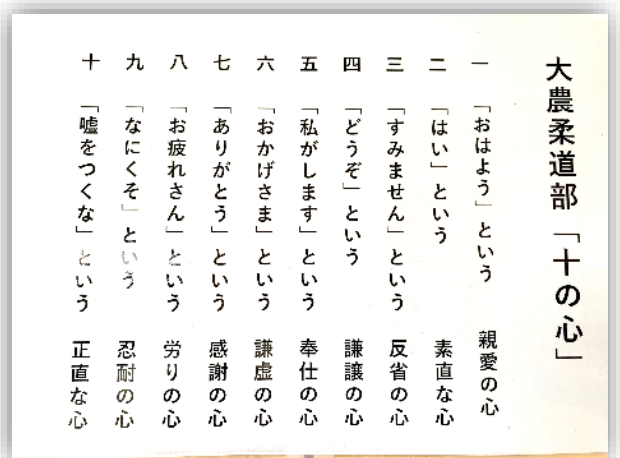 大農柔道部「十の心」
一 「おはよう」という 親愛の心
二 「はい」という 素直な心
三 「すみません」という 反省の心
四 「どうぞ」という 謙譲の心
五 「私がします」という 奉仕の心
六 「おかげさま」という 謙虚の心
七 「ありがとう」という 感謝の心
八 「お疲れさん」という 労りの心
九 「なにくそ」という 忍耐の心
十 「嘘をつくな」という 正直な心